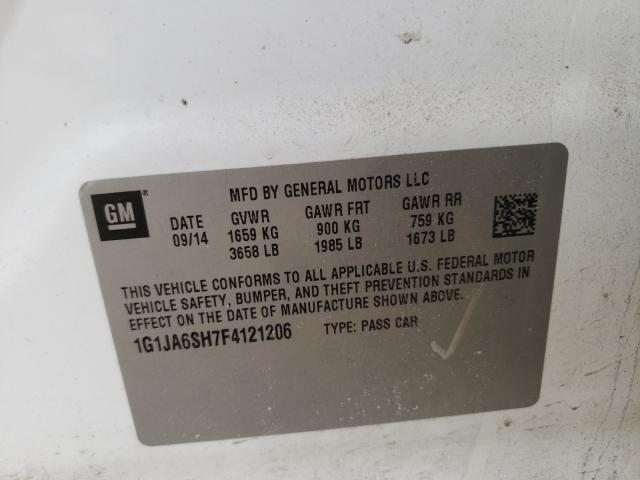 GM®
MFD BY GENERAL MOTORS LLC
DATE GVWR GAWR FRT GAWR RR
09/14 1659 KG 900 KG 759 KG
3658 LB 1985 LB 1673 LB
THIS VEHICLE CONFORMS TO ALL APPLICABLE U.S. FEDERAL MOTOR
VEHICLE SAFETY, BUMPER, AND THEFT PREVENTION STANDARDS IN
EFFECT ON THE DATE OF MANUFACTURE SHOWN ABOVE.
1G1JA6SH7F4121206 TYPE: PASS CAR